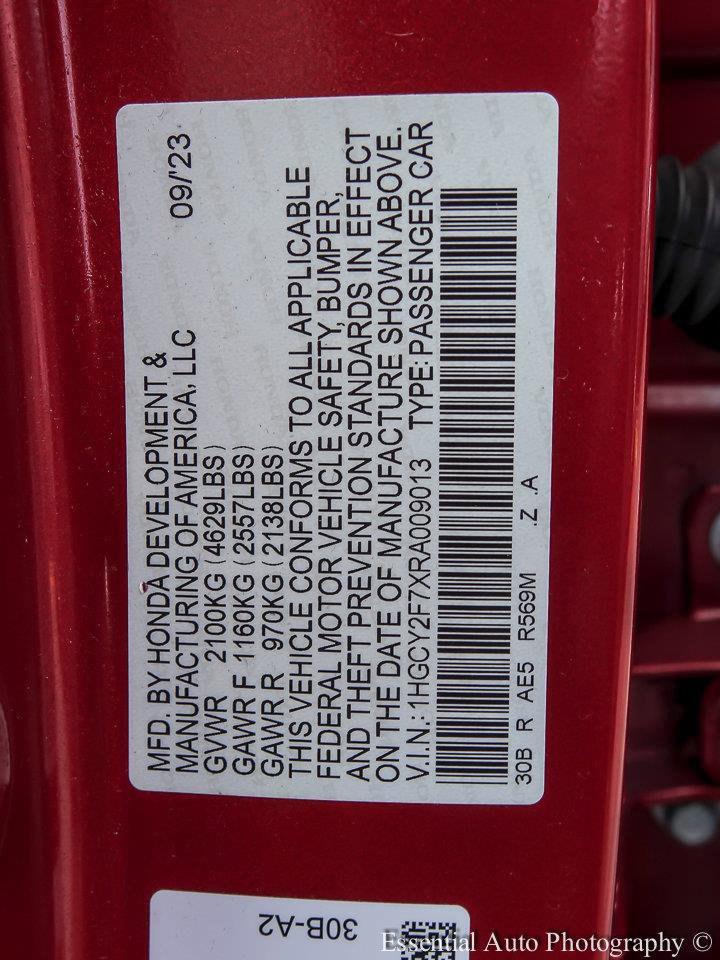 MFD. BY HONDA DEVELOPMENT &
MANUFACTURING OF AMERICA, LLC 09/'23
GVWR 2100KG (4629LBS)
GAWR F 1160KG (2557LBS)
GAWR R 970KG (2138LBS)
THIS VEHICLE CONFORMS TO ALL APPLICABLE
FEDERAL MOTOR VEHICLE SAFETY, BUMPER,
AND THEFT PREVENTION STANDARDS IN EFFECT
ON THE DATE OF MANUFACTURE SHOWN ABOVE.
V.I.N.: 1HGCY2F7XRA009013 TYPE: PASSENGER CAR
30B R AE5 R569M .Z .A
30B-A2
Essential Auto Photography ©